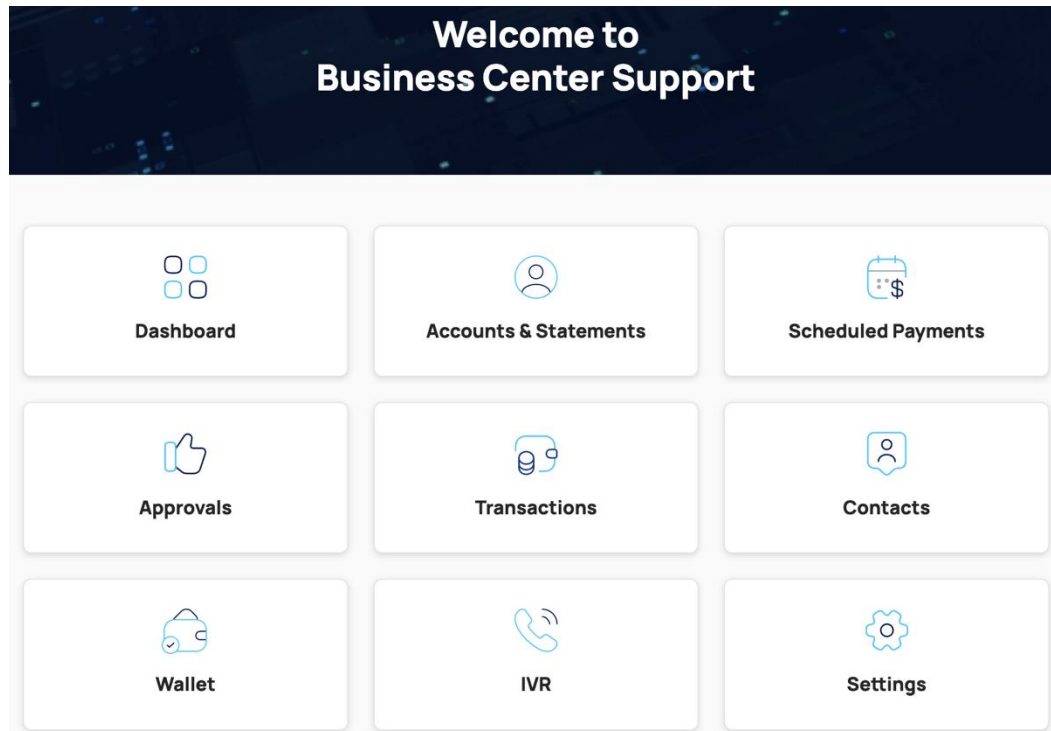 Welcome to
Business Center Support
Dashboard
Accounts & Statements
Scheduled Payments
$
Approvals
Transactions
Contacts
Wallet
IVR
Settings